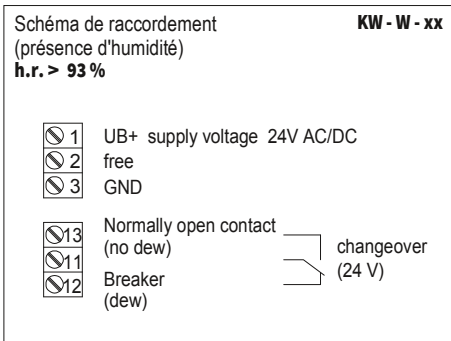 Schéma de raccordement
KW - W - xx
(présence d'humidité)
h.r. > 93 %
1 UB+ supply voltage 24V AC/DC
2 free
3 GND
13 Normally open contact
(no dew)
11
12 Breaker
(dew)
changeover
(24 V)